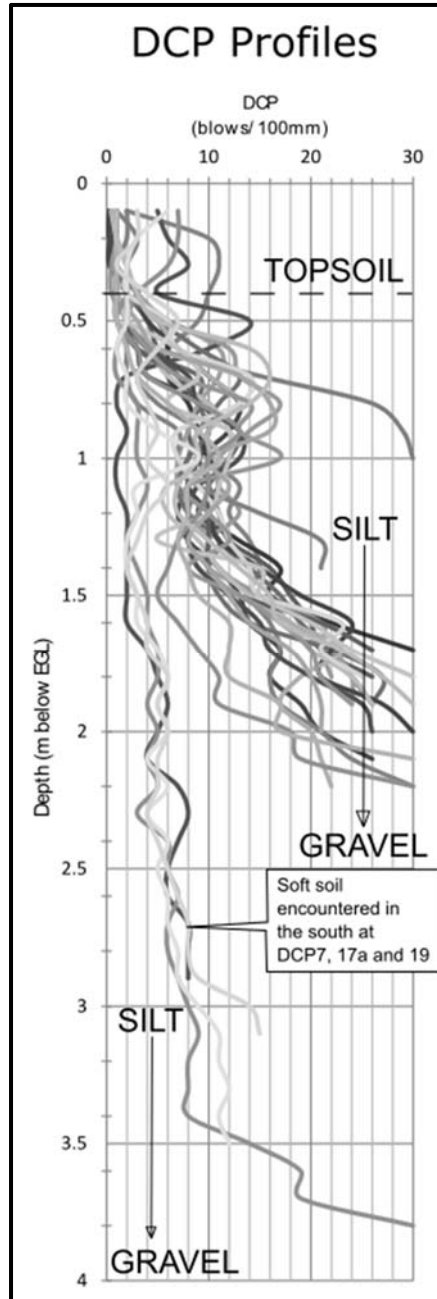 DCP Profiles
DCP
(blows/ 100mm)
0 10 20 30
0
TOPSOIL
0.5
1
SILT
1.5
Depth (m below EGL)
2
GRAVEL
2.5
Soft soil
encountered in
the south at
DCP7, 17a and 19
3
SILT
3.5
GRAVEL
4